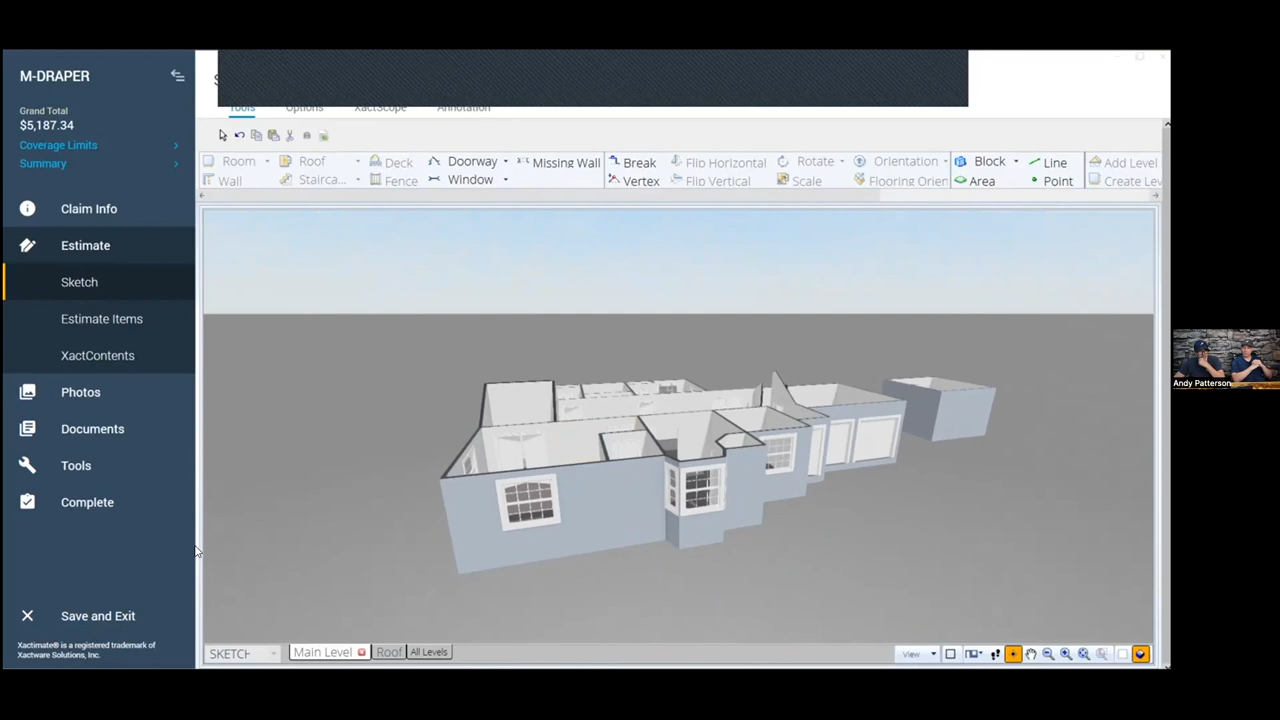 M-DRAPER
Grand Total
$5,187.34
Coverage Limits
Summary
Claim Info
Estimate
Sketch
Estimate Items
XactContents
Photos
Documents
Tools
Complete
Save and Exit
Xactimate® is a registered trademark of
Xactware Solutions, Inc.
Tools Options XactScope Annotation
Room Roof Deck Doorway Missing Wall Break Flip Horizontal Rotate Orientation Block Line Add Level
Wall Stairca... Fence Window Vertex Flip Vertical Scale Flooring Orien Area Point Create Lev
SKETCH Main Level Roof All Levels View
Andy Patterson